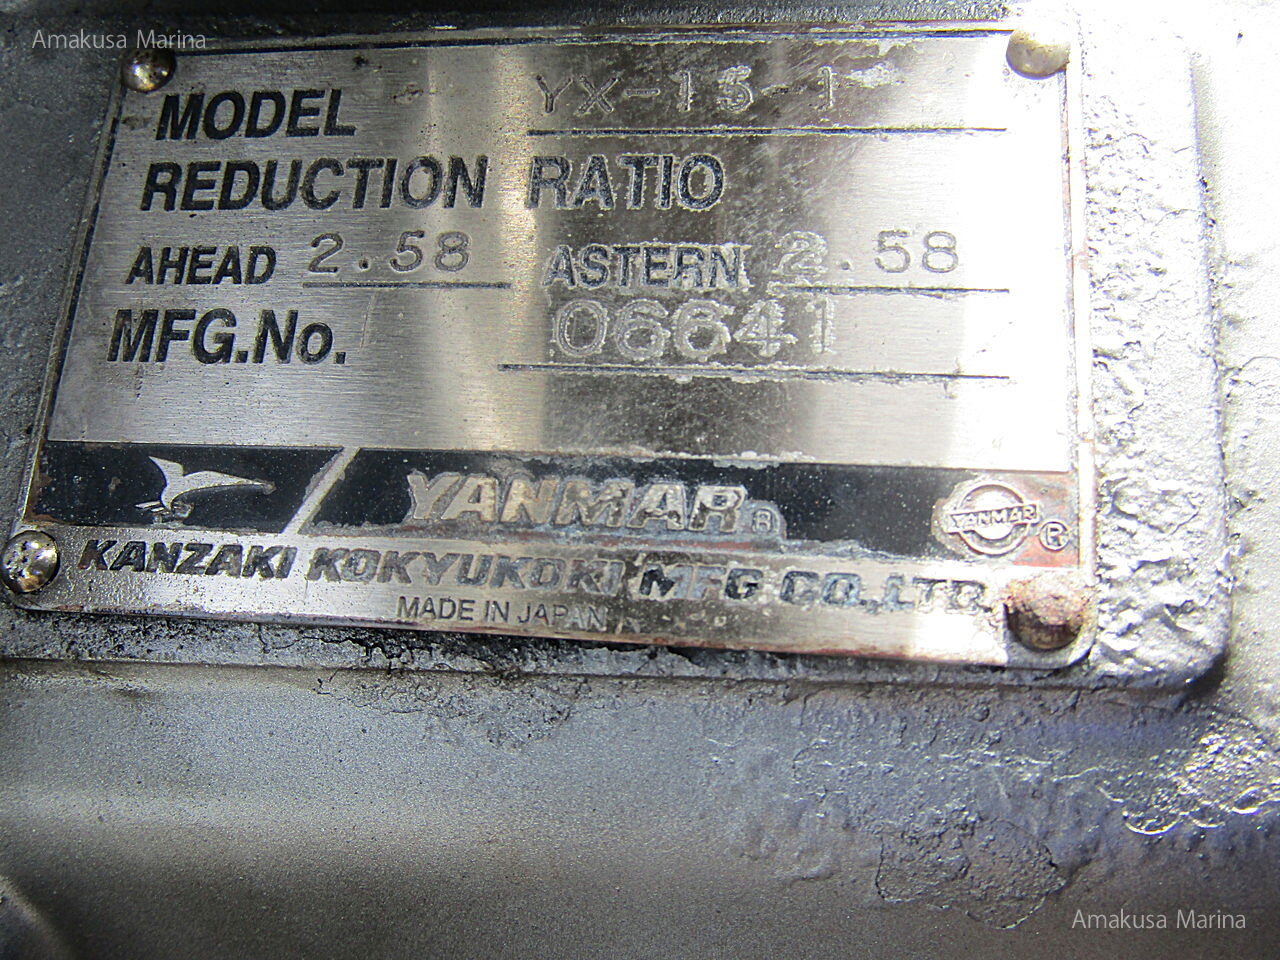 Amakusa Marina
MODEL YX-15-1
REDUCTION RATIO
AHEAD 2.58 ASTERN 2.58
MFG.No. 06641
YANMAR®
YANMAR ®
KANZAKI KOKYUKOKI MFG CO.,LTD.
MADE IN JAPAN
Amakusa Marina